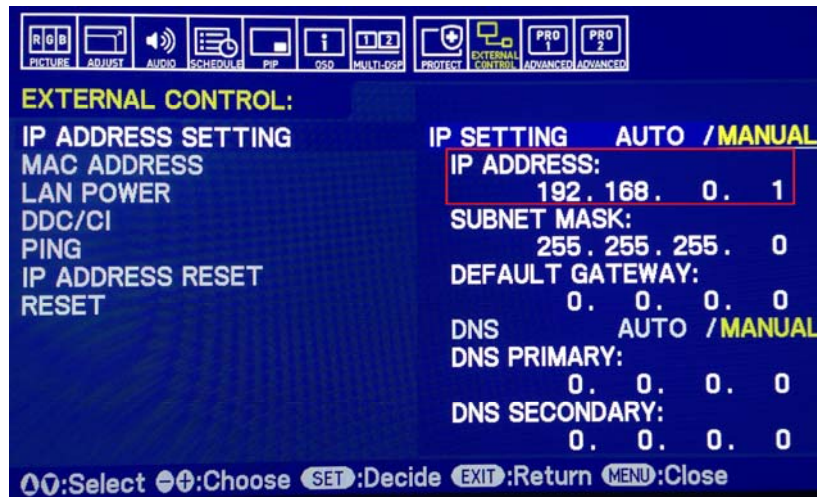 RGB 1 2 PRO 1 PRO 2
PICTURE ADJUST AUDIO SCHEDULE PIP OSD MULTI-DSP PROTECT EXTERNAL CONTROL ADVANCED ADVANCED
EXTERNAL CONTROL:
IP ADDRESS SETTING IP SETTING AUTO / MANUAL
MAC ADDRESS IP ADDRESS:
LAN POWER 192. 168. 0. 1
DDC/CI SUBNET MASK:
PING 255. 255. 255. 0
IP ADDRESS RESET DEFAULT GATEWAY:
RESET 0. 0. 0. 0
DNS AUTO / MANUAL
DNS PRIMARY:
0. 0. 0. 0
DNS SECONDARY:
0. 0. 0. 0
:Select :Choose SET:Decide EXIT:Return MENU:Close